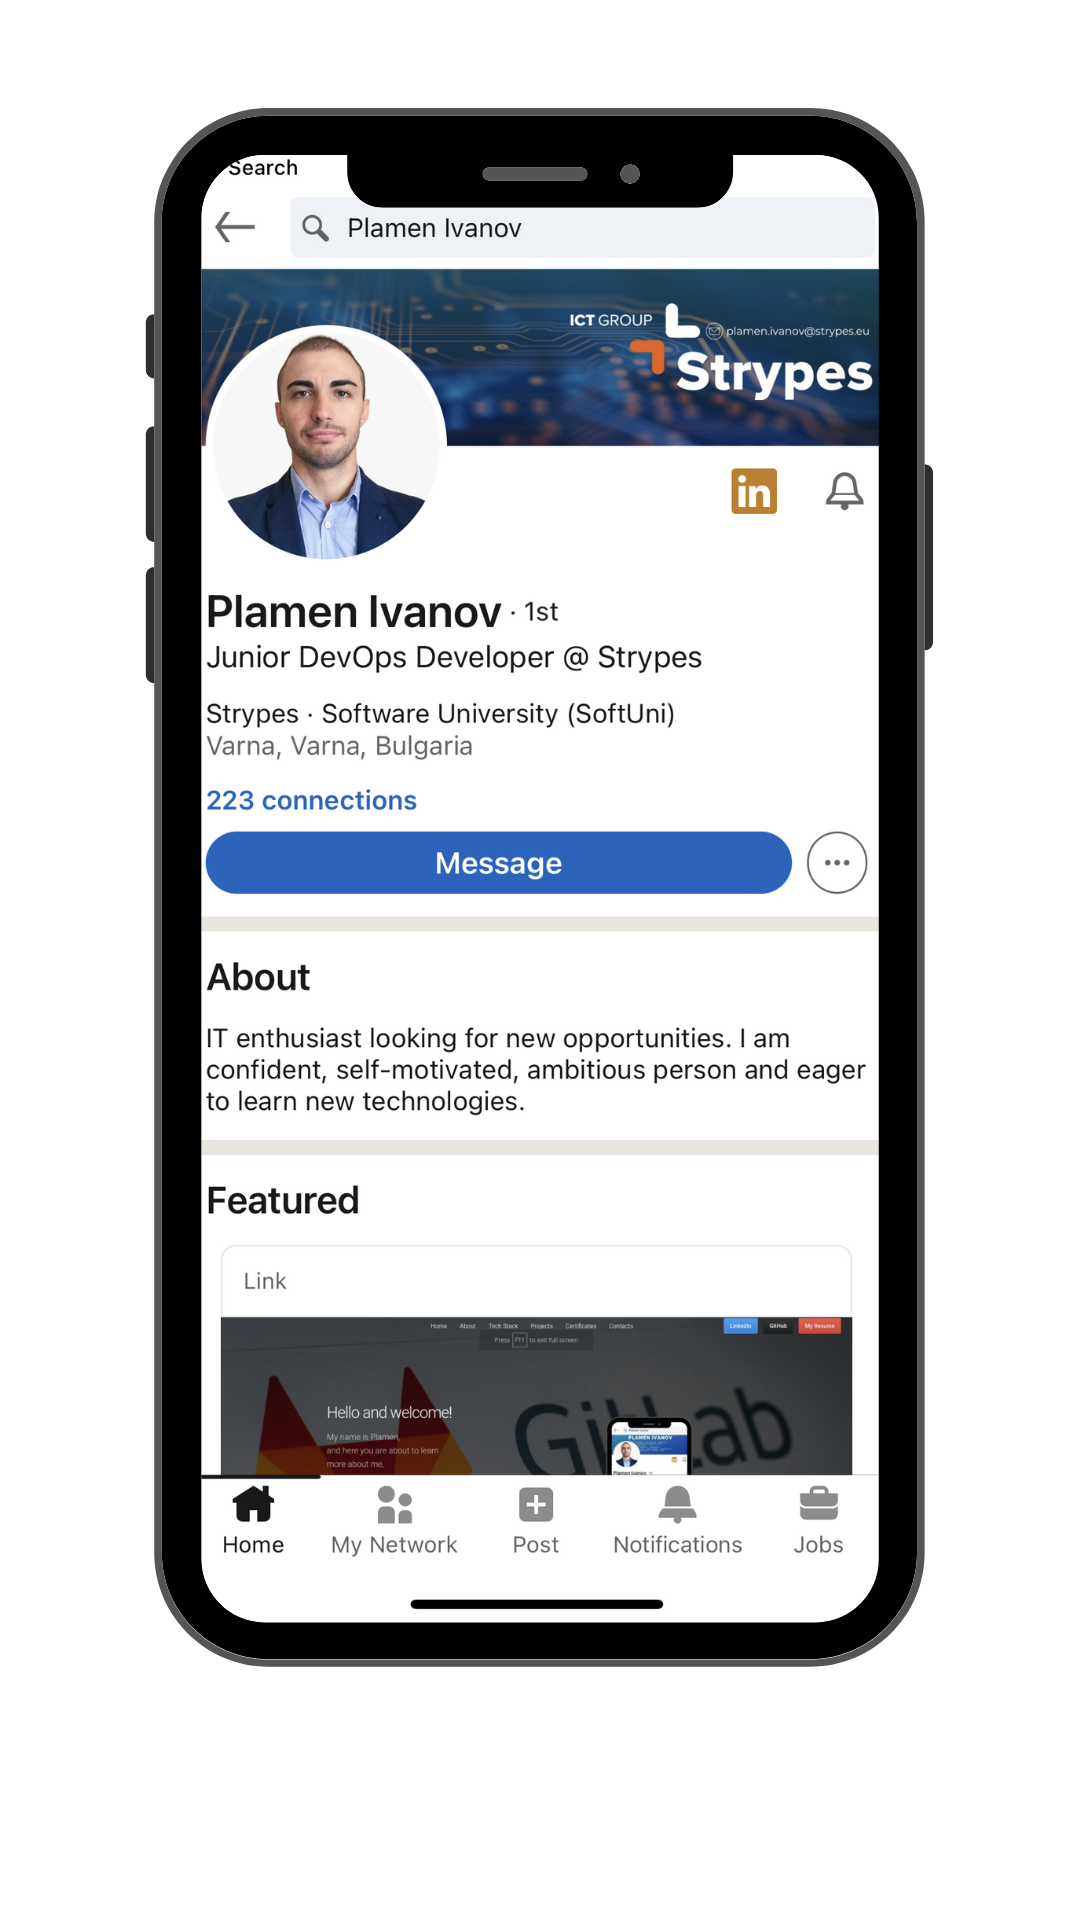 Search
Plamen Ivanov
ICT GROUP
plamen.ivanov@strypes.eu
Strypes
in
Plamen Ivanov · 1st
Junior DevOps Developer @ Strypes
Strypes · Software University (SoftUni)
Varna, Varna, Bulgaria
223 connections
Message
About
IT enthusiast looking for new opportunities. I am
confident, self-motivated, ambitious person and eager
to learn new technologies.
Featured
Link
Home About Tech Stack Projects Certificates Contacts LinkedIn GitHub My Resume
Press F11 to exit full screen
Hello and welcome!
My name is Plamen,
and here you are about to learn
more about me,
PLAMEN IVANOV
Plamen Ivanov
Home My Network Post Notifications Jobs